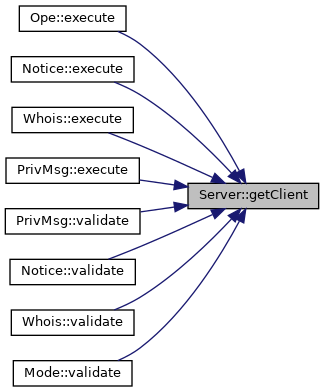 Ope::execute
Notice::execute
Whois::execute
PrivMsg::execute
Server::getClient
PrivMsg::validate
Notice::validate
Whois::validate
Mode::validate